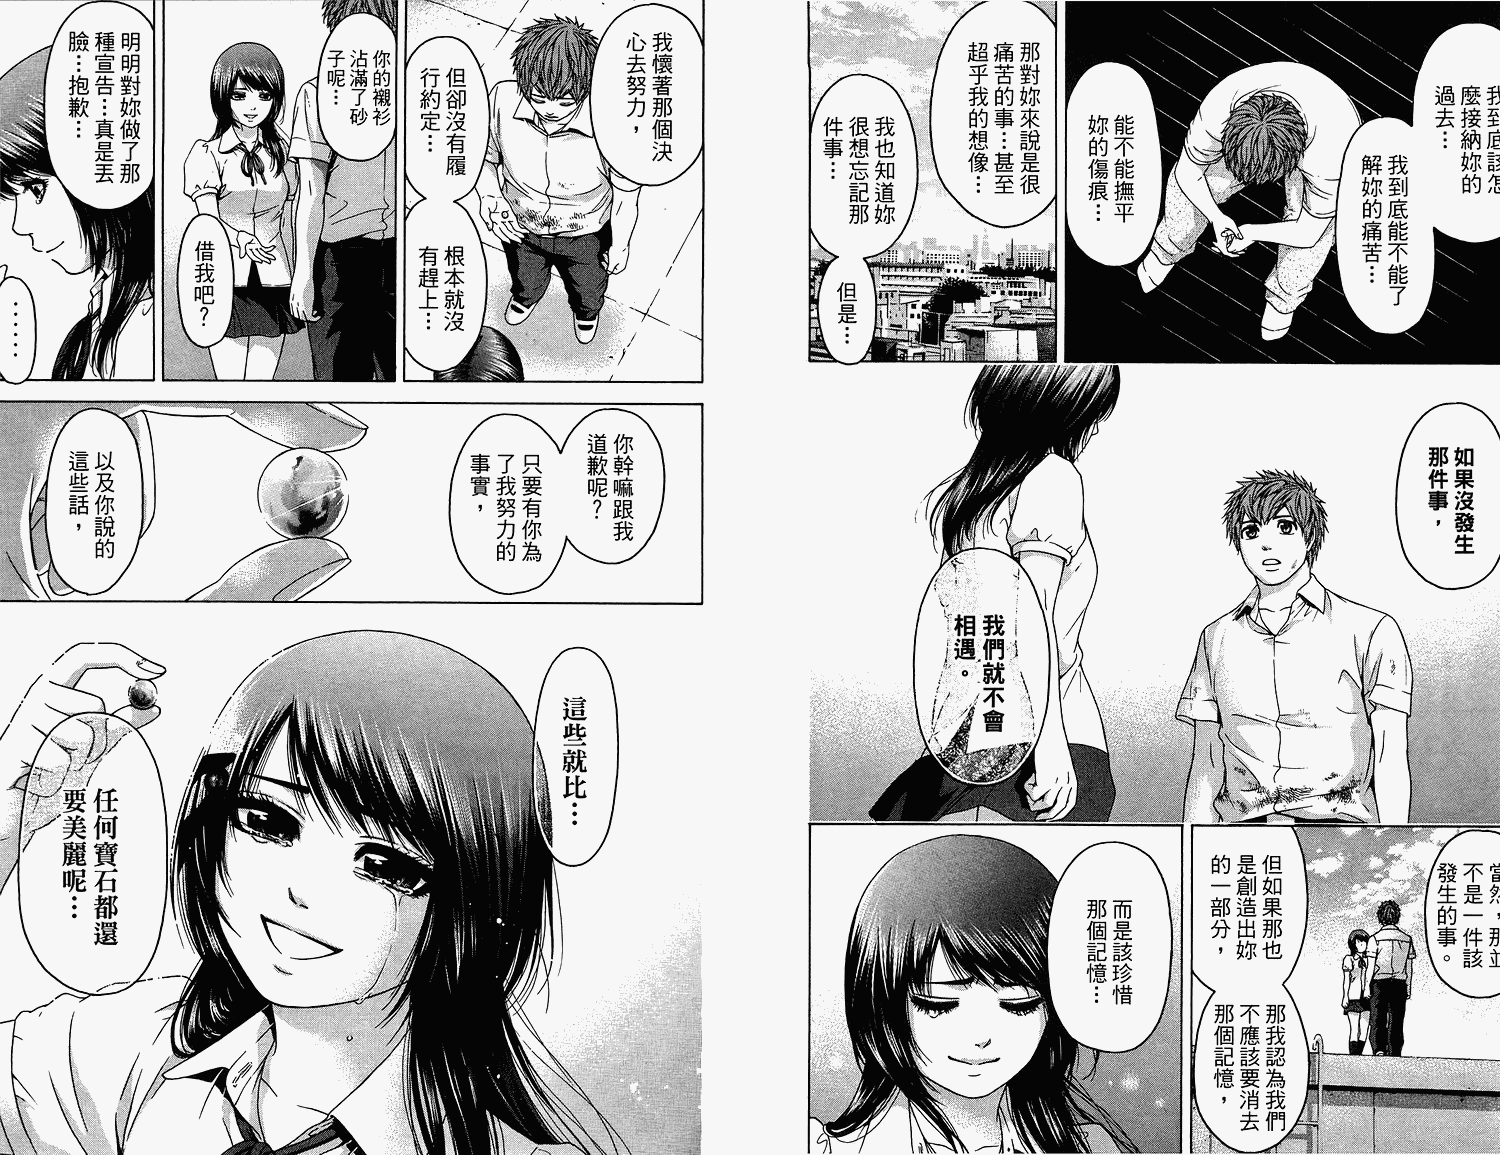 我到底該怎
麼接納妳的
過去…
我到底能不能了
解妳的痛苦…
能不能撫平
妳的傷痕…
那對妳來說是很
痛苦的事…甚至
超乎我的想像…
我也知道妳
很想忘記那
件事…
但是…
如果沒發生
那件事，
我們就不會
相遇。
當然，那並
不是一件該
發生的事。
但如果那也
是創造出妳
的一部分，
那我認為我們
不應該要消去
那個記憶，
而是該珍惜
那個記憶…
我懷著那個決
心去努力，
但卻沒有履
行約定…
根本就沒
有趕上…
你的襯衫
沾滿了砂
子呢…
借我吧？
明明對妳做了那
種宣告…真是丟
臉…抱歉…
……
你幹嘛跟我
道歉呢？
只要有你為
了我努力的
事實，
以及你說的
這些話，
這些就比…
任何寶石都還
要美麗呢…